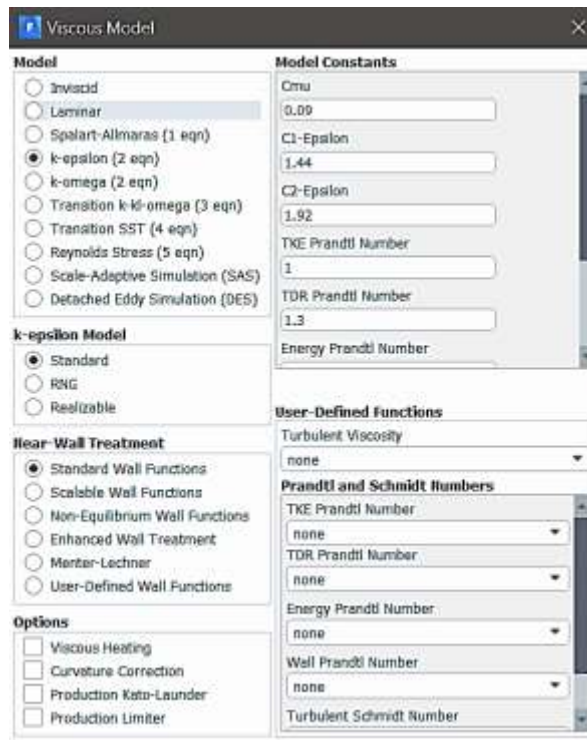 Viscous Model
Model
Inviscid
Laminar
Spalart-Allmaras (1 eqn)
k-epsilon (2 eqn)
k-omega (2 eqn)
Transition k-kl-omega (3 eqn)
Transition SST (4 eqn)
Reynolds Stress (5 eqn)
Scale-Adaptive Simulation (SAS)
Detached Eddy Simulation (DES)
k-epsilon Model
Standard
RNG
Realizable
Near-Wall Treatment
Standard Wall Functions
Scalable Wall Functions
Non-Equilibrium Wall Functions
Enhanced Wall Treatment
Menter-Lechner
User-Defined Wall Functions
Options
Viscous Heating
Curvature Correction
Production Kato-Launder
Production Limiter
Model Constants
Cmu
0.09
C1-Epsilon
1.44
C2-Epsilon
1.92
TKE Prandtl Number
1
TDR Prandtl Number
1.3
Energy Prandtl Number
User-Defined Functions
Turbulent Viscosity
none
Prandtl and Schmidt Numbers
TKE Prandtl Number
none
TDR Prandtl Number
none
Energy Prandtl Number
none
Wall Prandtl Number
none
Turbulent Schmidt Number